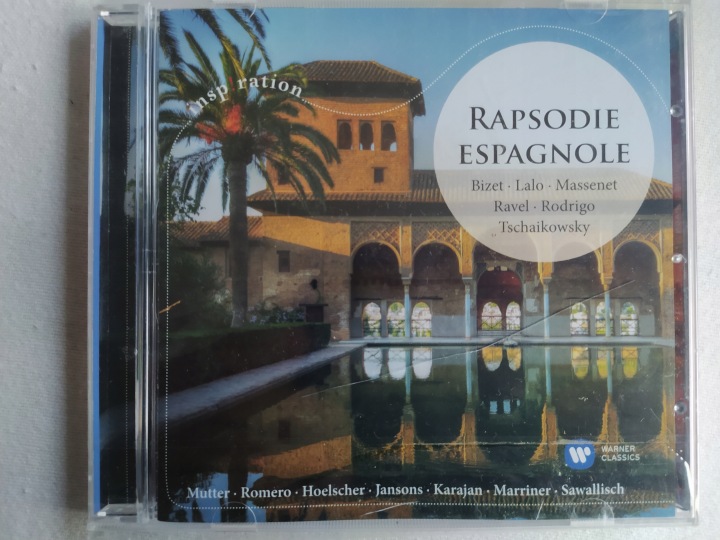 insp ration
RAPSODIE
ESPAGNOLE
Bizet · Lalo · Massenet
Ravel · Rodrigo
Tschaikowsky
WARNER
CLASSICS
Mutter · Romero · Hoelscher · Jansons · Karajan · Marriner · Sawallisch